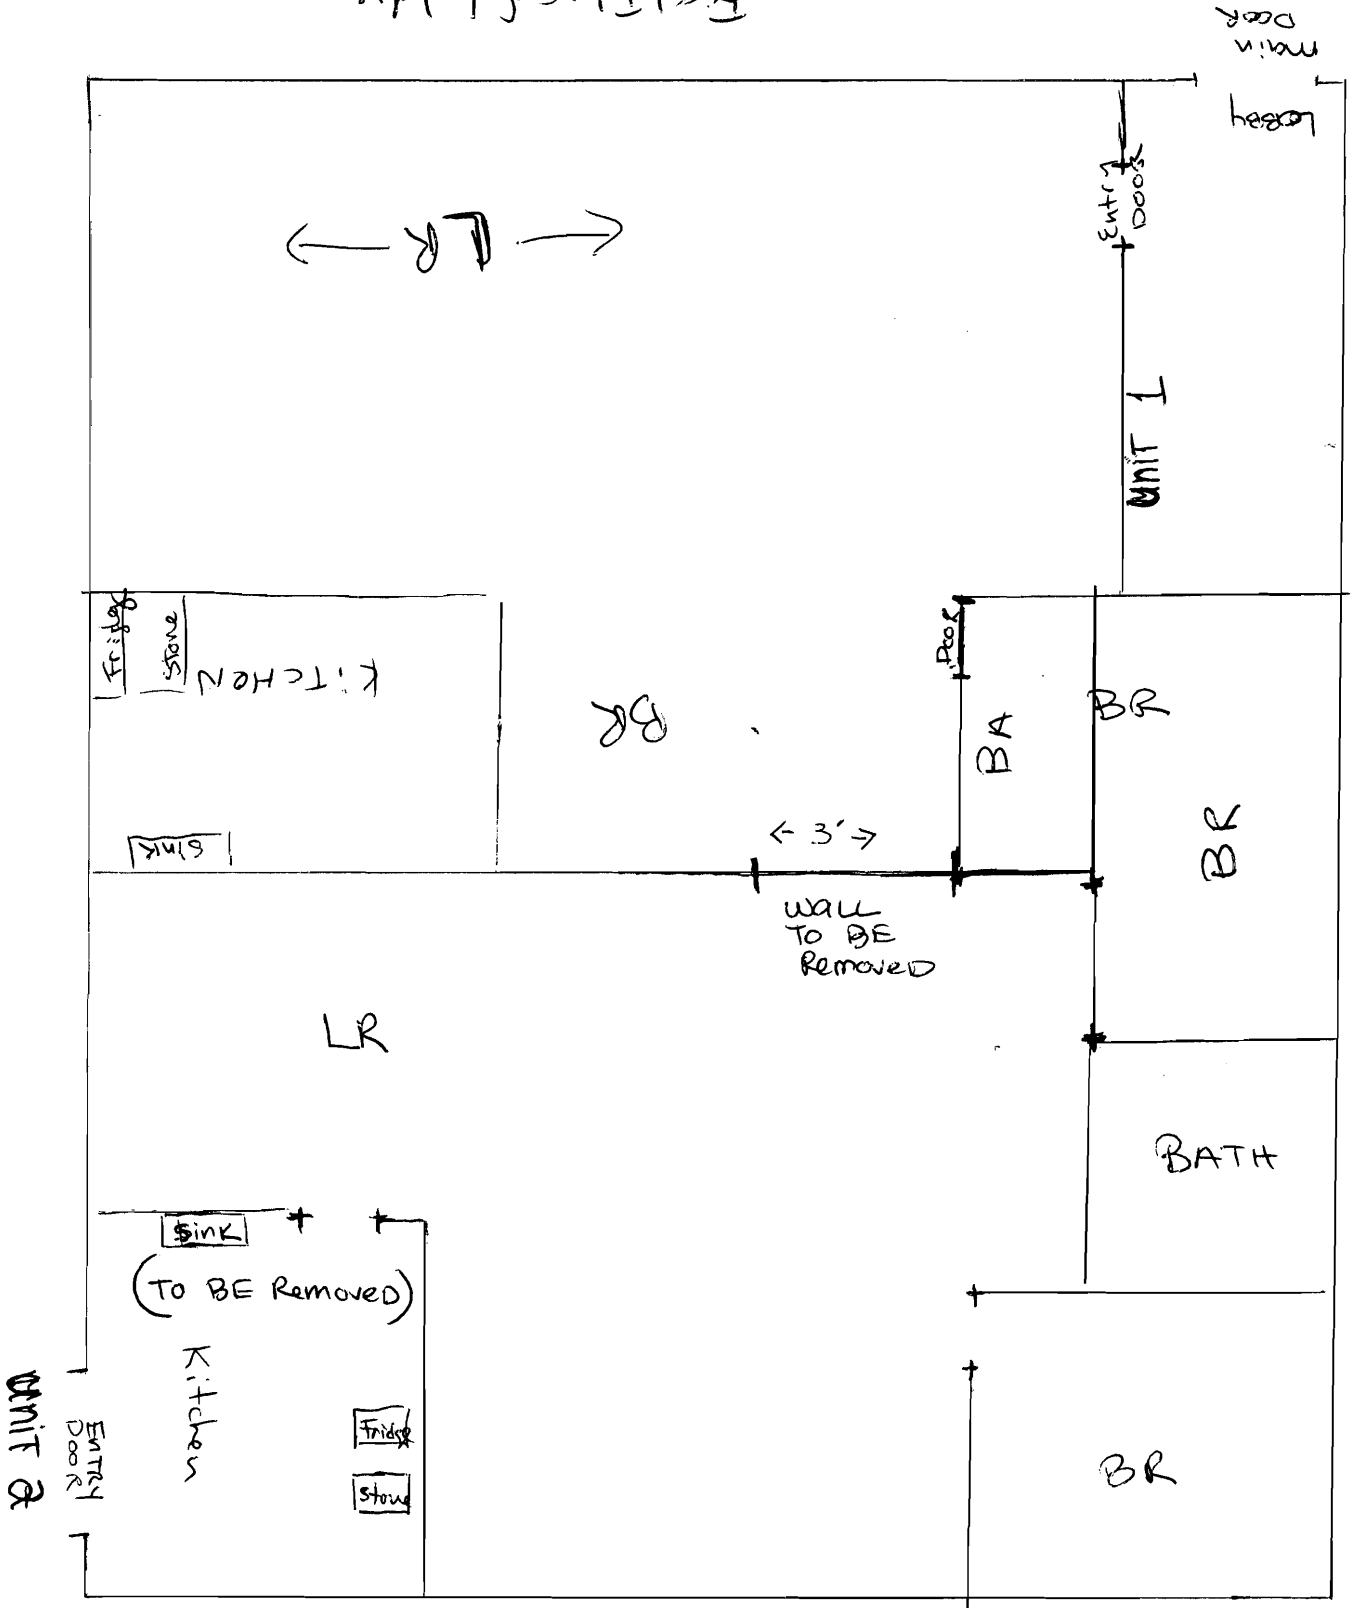 main
Door
Lobby
Entry
Door
LR
UNIT 1
Fridge
Stove
KiTCHEN
Sink
BR
Door
BA
BR
BR
← 3' →
WALL
TO BE
Removed
LR
BATH
Sink
(TO BE Removed)
Kitchen
Fridge
Stove
BR
UNIT 2
ENTRY
DOOR